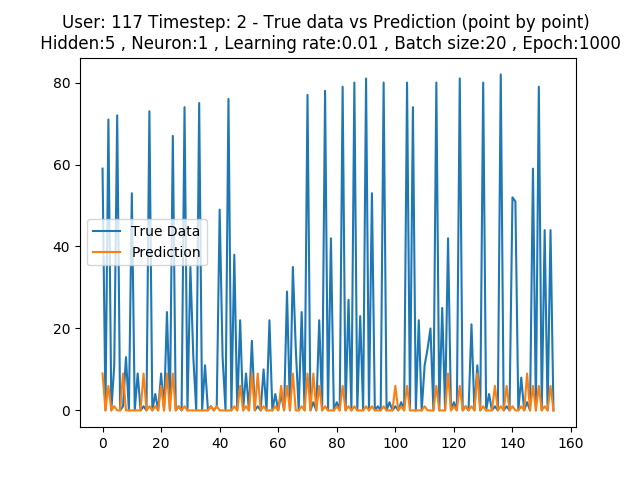 User: 117 Timestep: 2 - True data vs Prediction (point by point)
Hidden:5 , Neuron:1 , Learning rate:0.01 , Batch size:20 , Epoch:1000
80
60
40
20
0
True Data
Prediction
0 20 40 60 80 100 120 140 160